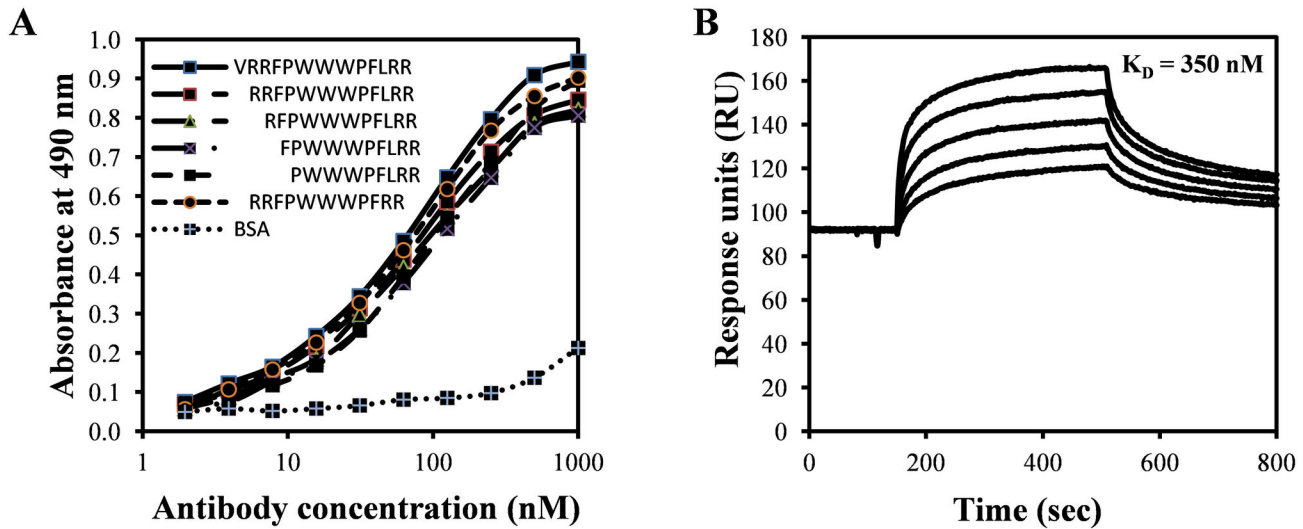 A
Absorbance at 490 nm
1.0
0.9
0.8
0.7
0.6
0.5
0.4
0.3
0.2
0.1
0.0
VRRFPWWWPFLRR
RRFPWWWPFLRR
RFPWWWPFLRR
FPWWWPFLRR
PWWWPFLRR
RRFPWWWPFRR
BSA
1 10 100 1000
Antibody concentration (nM)
B
Response units (RU)
180
160
140
120
100
80
60
40
20
0
K_D = 350 nM
0 200 400 600 800
Time (sec)